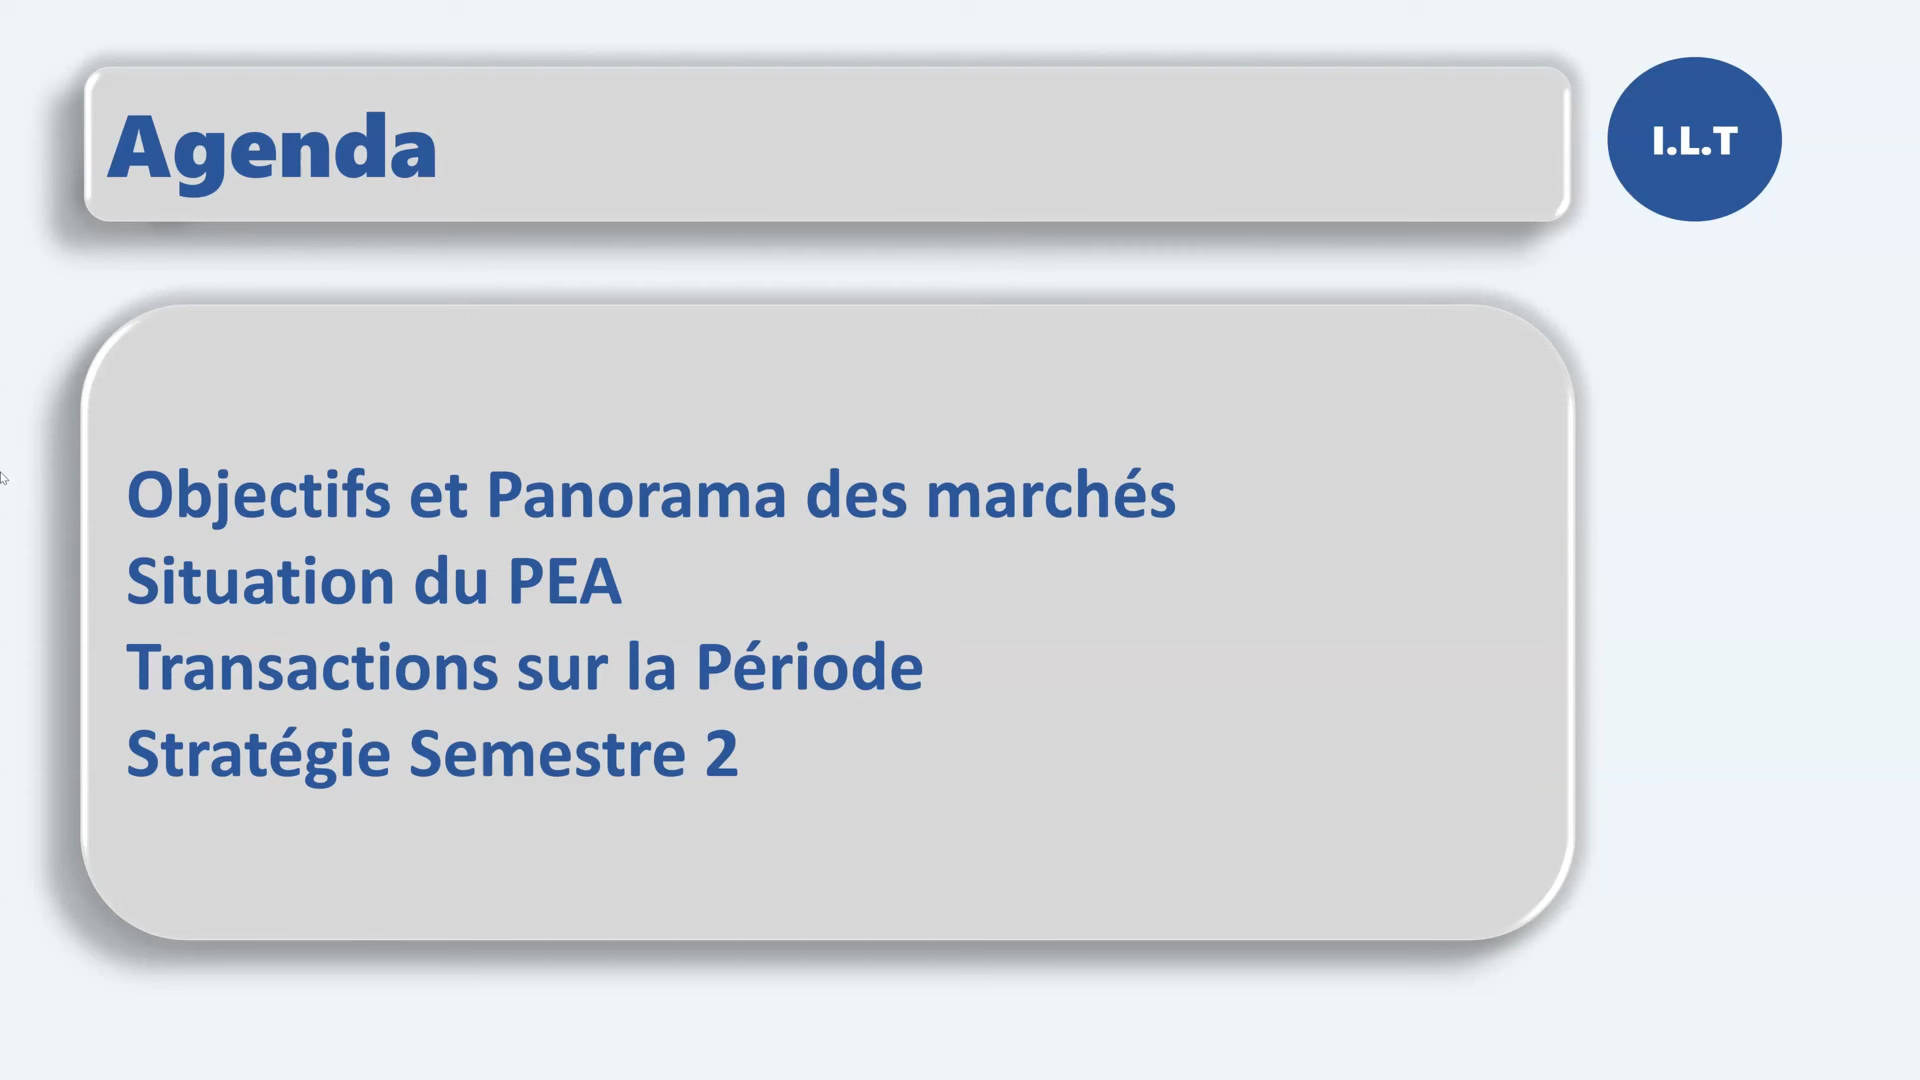 Agenda
I.L.T
Objectifs et Panorama des marchés
Situation du PEA
Transactions sur la Période
Stratégie Semestre 2